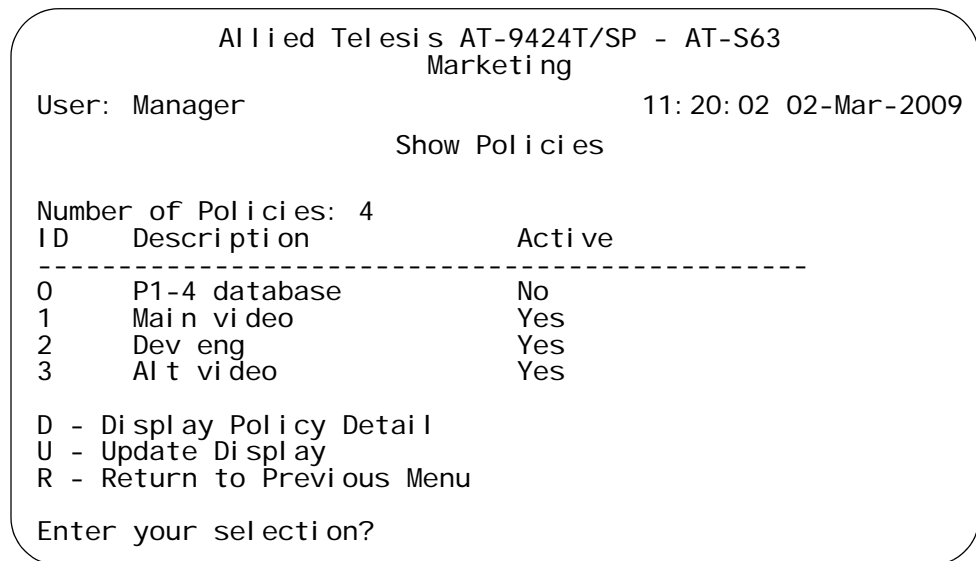 Allied Telesis AT-9424T/SP - AT-S63
Marketing
User: Manager 11:20:02 02-Mar-2009
Show Policies
Number of Policies: 4
ID Description Active
------------------------------------------------
0 P1-4 database No
1 Main video Yes
2 Dev eng Yes
3 Alt video Yes
D - Display Policy Detail
U - Update Display
R - Return to Previous Menu
Enter your selection?